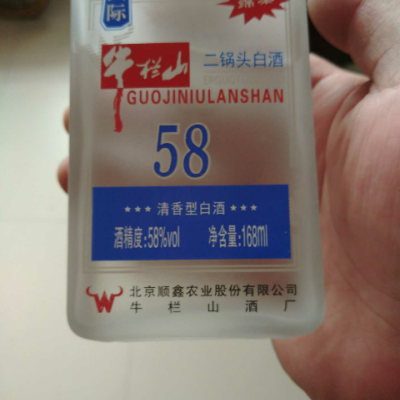 际
牛栏山
二锅头白酒
GUOJINIULANSHAN
58
*** 清香型白酒 ***
酒精度:58%vol 净含量:168ml
北京顺鑫农业股份有限公司
牛栏山酒厂